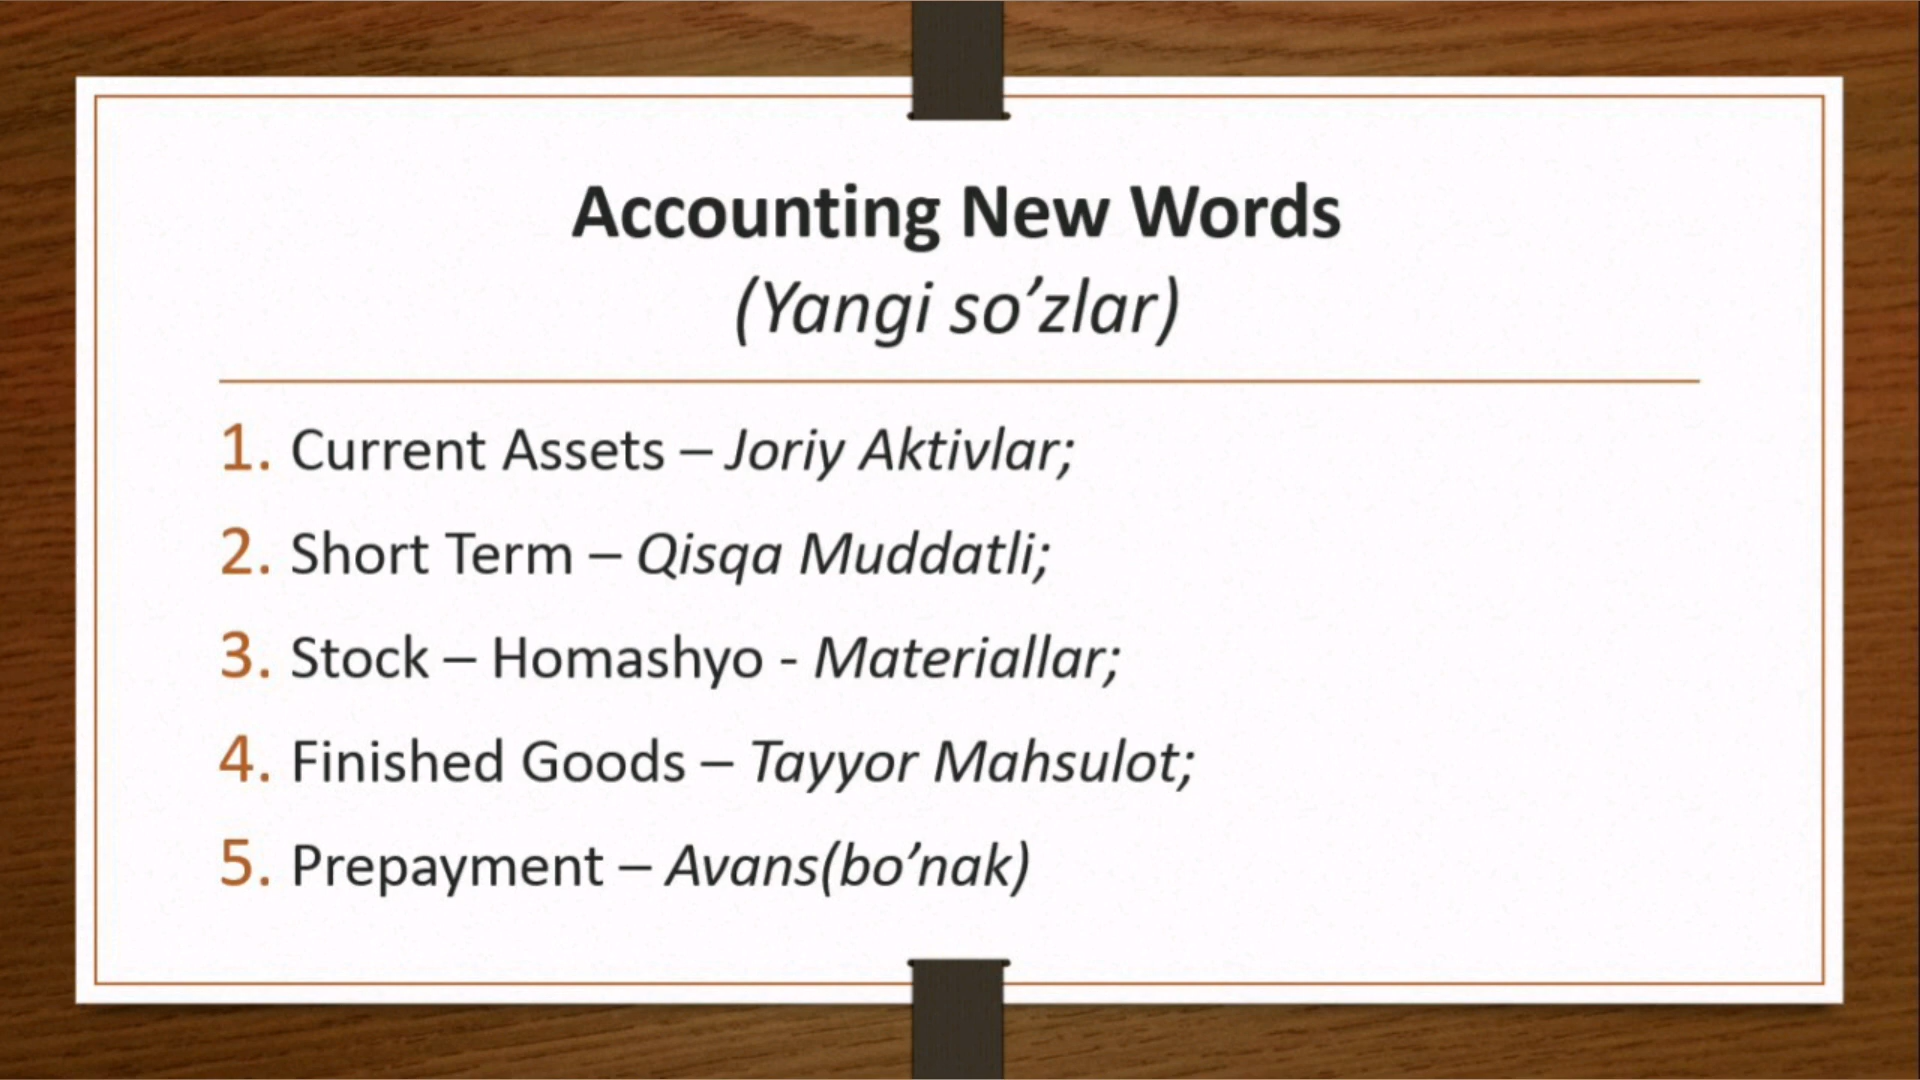 Accounting New Words
(Yangi so’zlar)
1. Current Assets – Joriy Aktivlar;
2. Short Term – Qisqa Muddatli;
3. Stock – Homashyo - Materiallar;
4. Finished Goods – Tayyor Mahsulot;
5. Prepayment – Avans(bo’nak)